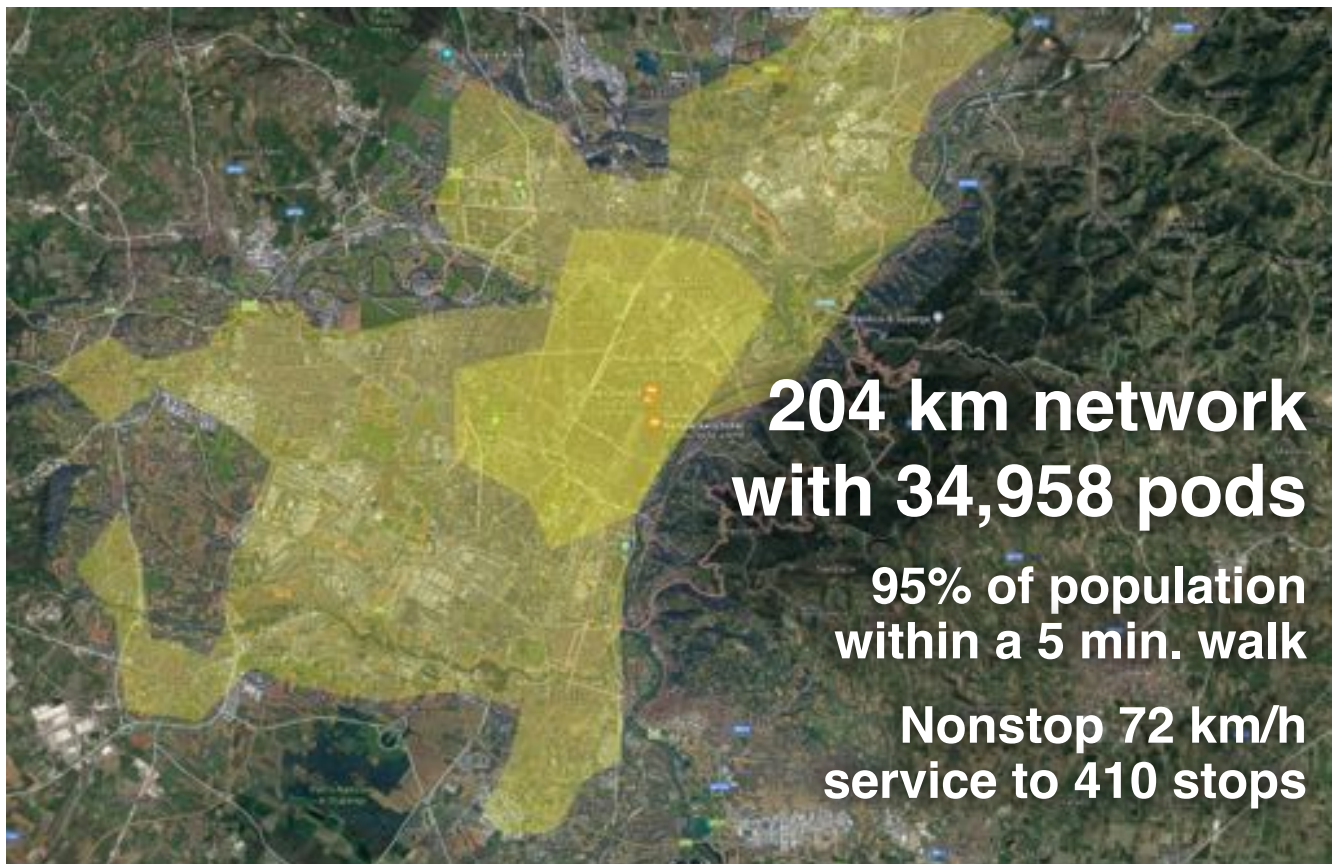 204 km network
with 34,958 pods
95% of population
within a 5 min. walk
Nonstop 72 km/h
service to 410 stops